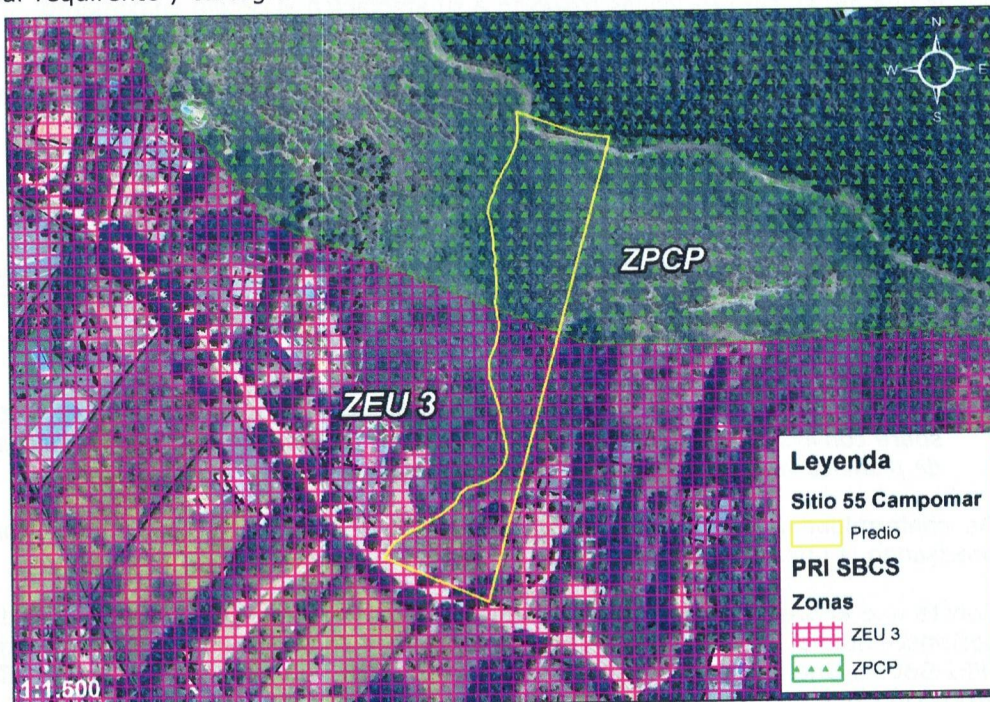 N
W
E
S
ZPCP
ZEU 3
Leyenda
Sitio 55 Campomar
Predio
PRI SBCS
Zonas
ZEU 3
ZPCP
1:1.500